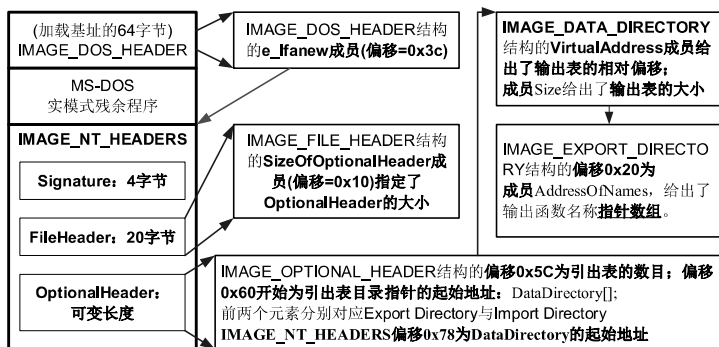 (加载基址的64字节)
IMAGE_DOS_HEADER
MS-DOS
实模式残余程序
IMAGE_NT_HEADERS
Signature：4字节
FileHeader：20字节
OptionalHeader：
可变长度
IMAGE_DOS_HEADER结构
的e_lfanew成员(偏移=0x3c)
IMAGE_FILE_HEADER结构
的SizeOfOptionalHeader成
员(偏移=0x10)指定了
OptionalHeader的大小
IMAGE_DATA_DIRECTORY
结构的VirtualAddress成员给
出了输出表的相对偏移；
成员Size给出了输出表的大小
IMAGE_EXPORT_DIRECTO
RY结构的偏移0x20为
成员AddressOfNames，给出了
输出函数名称指针数组。
IMAGE_OPTIONAL_HEADER结构的偏移0x5C为引出表的数目；偏移
0x60开始为引出表目录指针的起始地址：DataDirectory[];
前两个元素分别对应Export Directory与Import Directory
IMAGE_NT_HEADERS偏移0x78为DataDirectory的起始地址